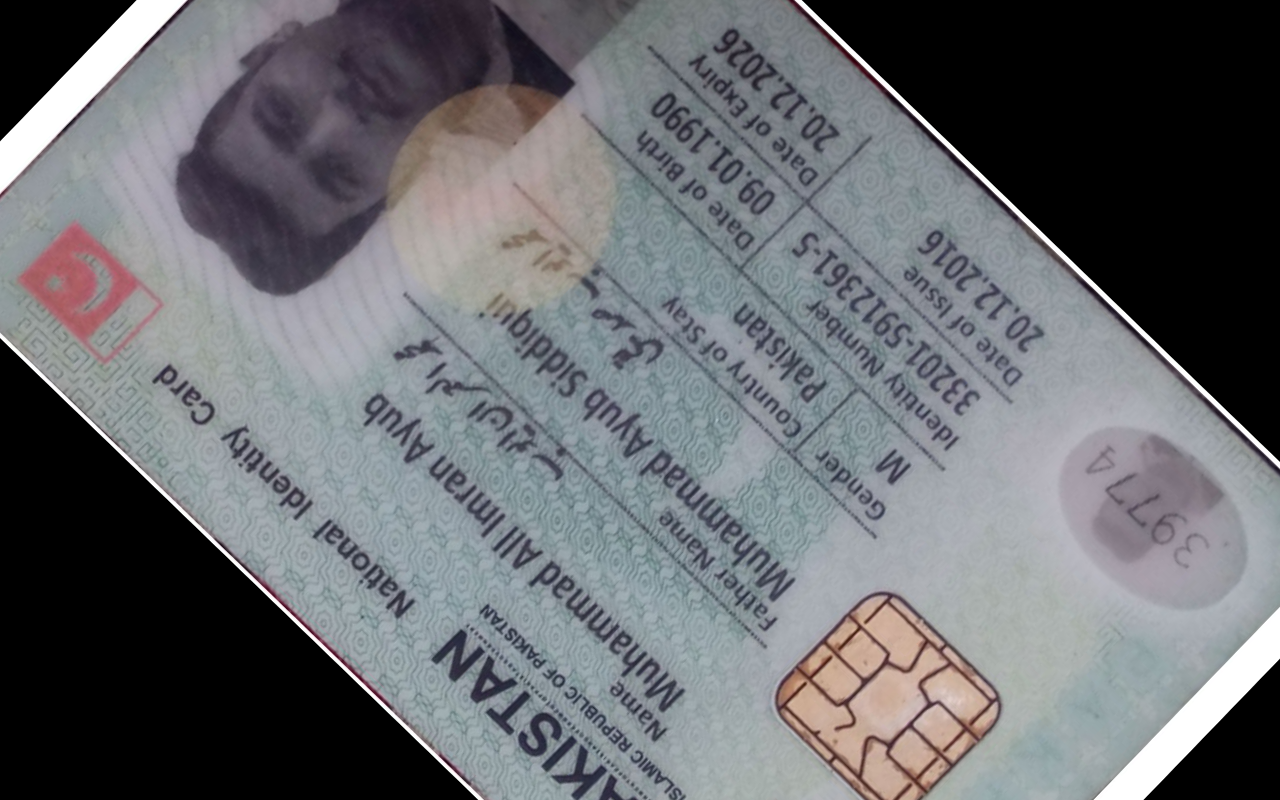 PAKISTAN
National Identity Card
ISLAMIC REPUBLIC OF PAKISTAN
Name
Muhammad Ali Imran Ayub
Father Name
Muhammad Ayub Siddiqui
Gender
Country of Stay
M
Pakistan
Identity Number
Date of Birth
33201-5912361-5
09.01.1990
Date of Issue
Date of Expiry
20.12.2016
20.12.2026
39774